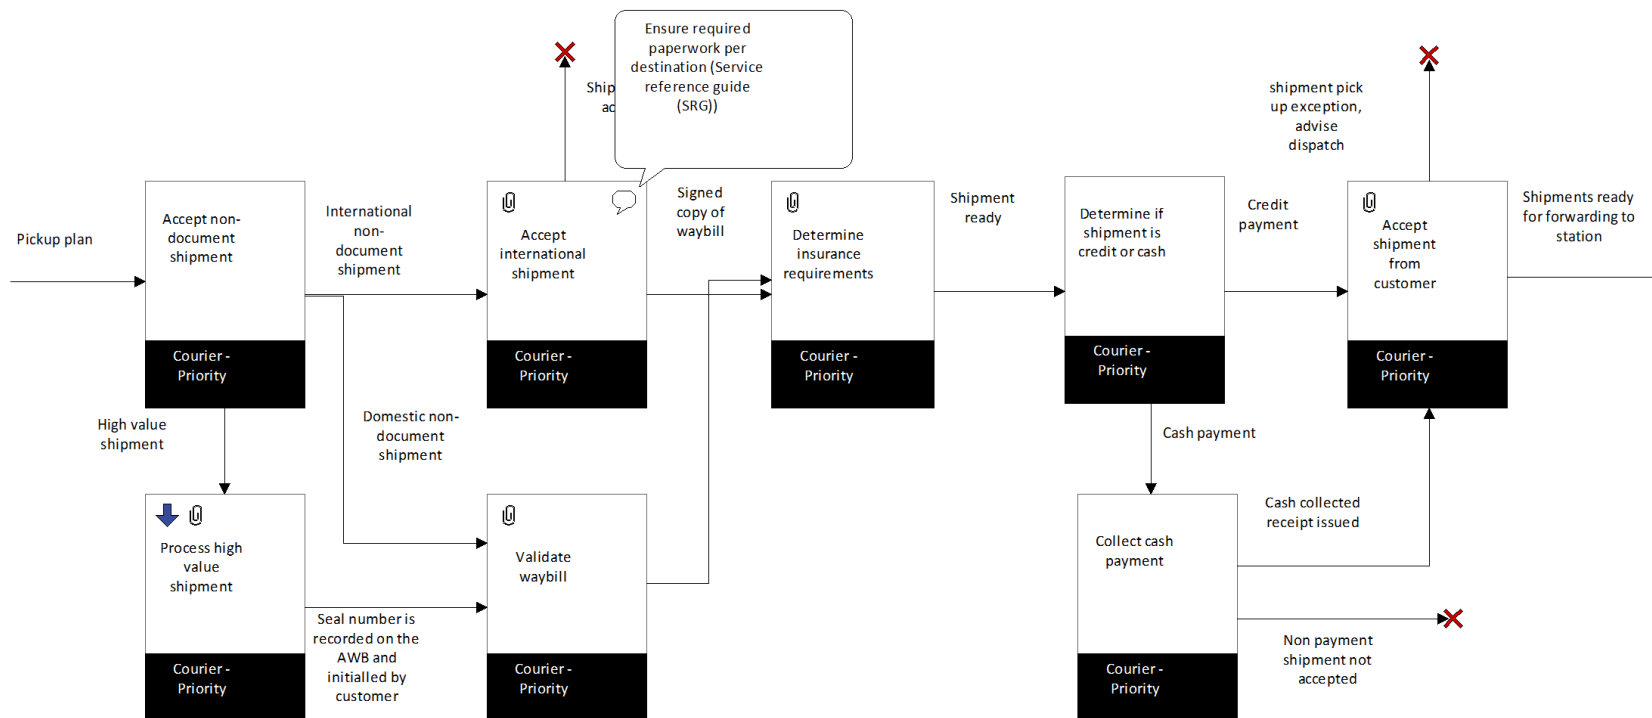 Ensure required
paperwork per
destination (Service
reference guide
(SRG))
shipment pick
up exception,
advise
dispatch
Pickup plan
Accept non-
document
shipment
Courier -
Priority
International
non-
document
shipment
Accept
international
shipment
Courier -
Priority
Signed
copy of
waybill
Determine
insurance
requirements
Courier -
Priority
Shipment
ready
Determine if
shipment is
credit or cash
Courier -
Priority
Credit
payment
Accept
shipment
from
customer
Courier -
Priority
Shipments ready
for forwarding to
station
High value
shipment
Domestic non-
document
shipment
Cash payment
Process high
value
shipment
Courier -
Priority
Seal number is
recorded on the
AWB and
initialled by
customer
Validate
waybill
Courier -
Priority
Collect cash
payment
Courier -
Priority
Cash collected
receipt issued
Non payment
shipment not
accepted